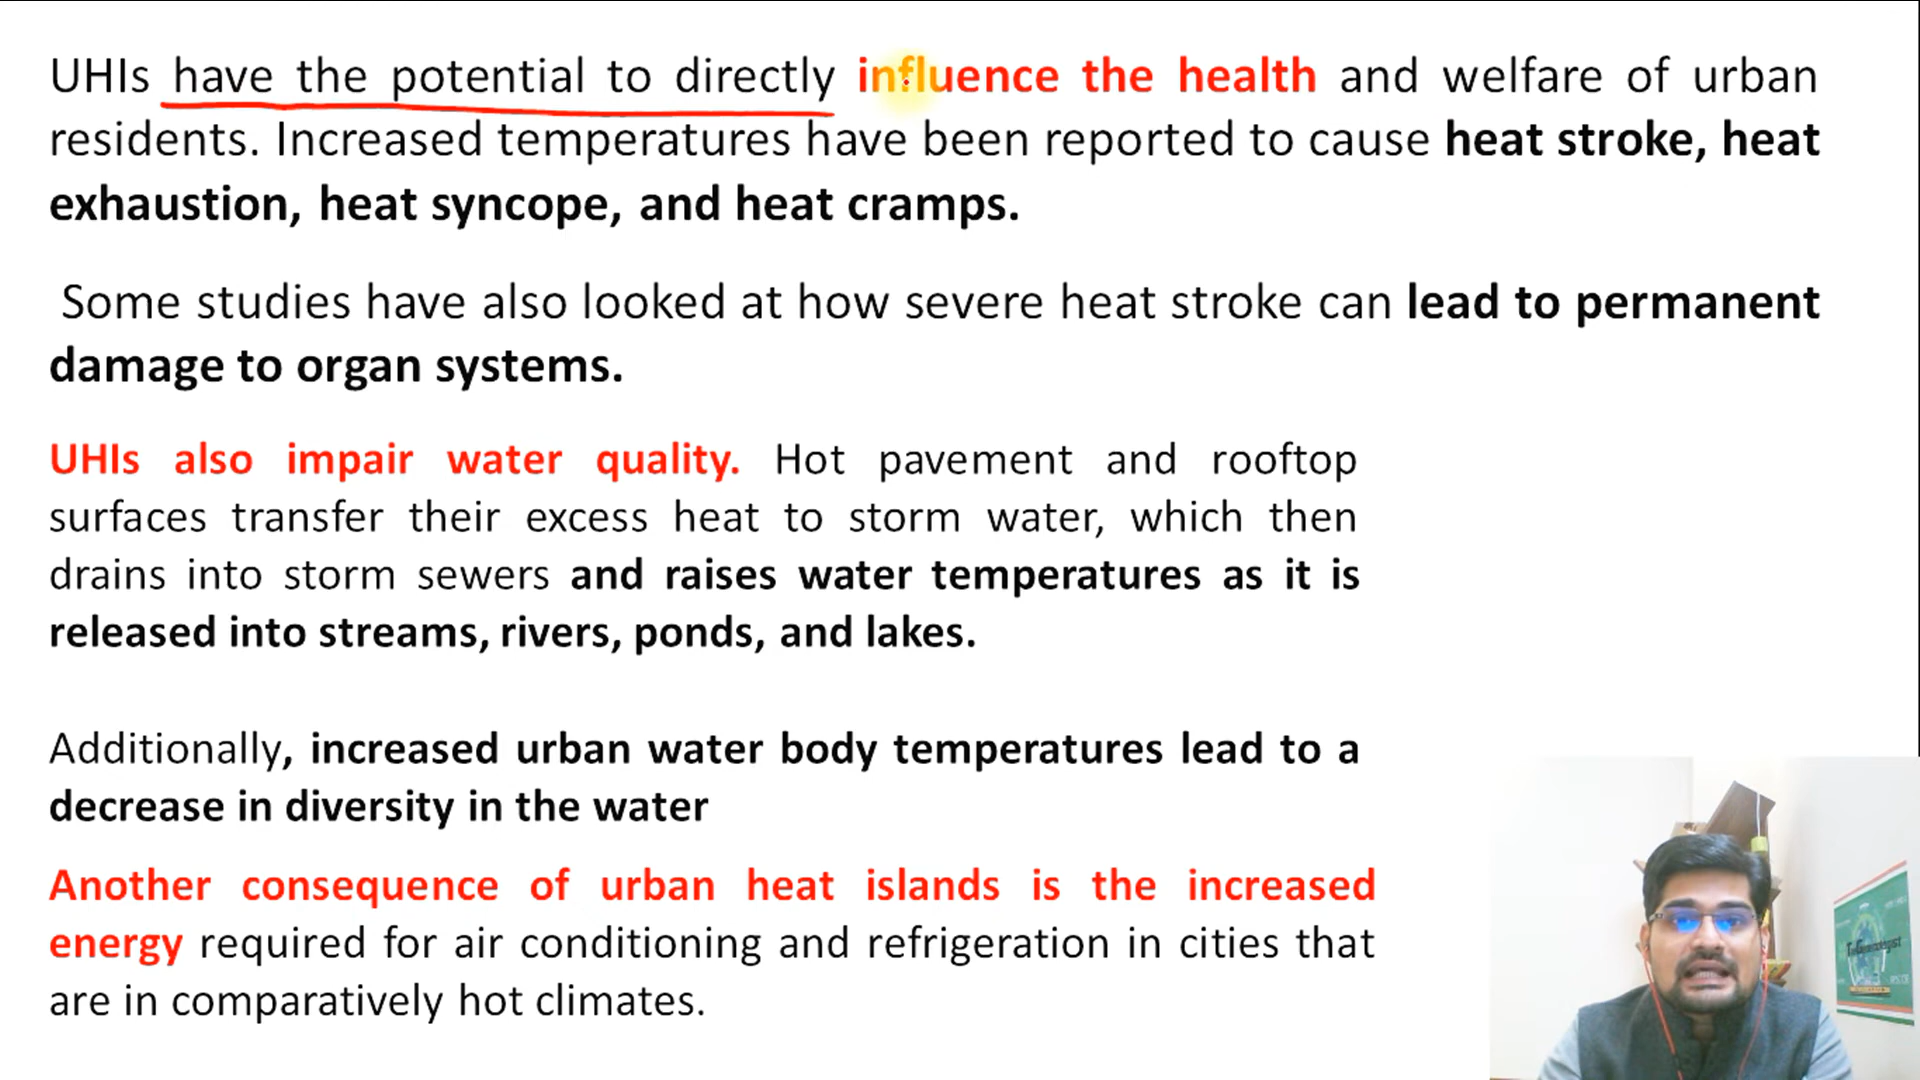 UHIs have the potential to directly influence the health and welfare of urban
residents. Increased temperatures have been reported to cause heat stroke, heat
exhaustion, heat syncope, and heat cramps.
Some studies have also looked at how severe heat stroke can lead to permanent
damage to organ systems.
UHIs also impair water quality. Hot pavement and rooftop
surfaces transfer their excess heat to storm water, which then
drains into storm sewers and raises water temperatures as it is
released into streams, rivers, ponds, and lakes.
Additionally, increased urban water body temperatures lead to a
decrease in diversity in the water
Another consequence of urban heat islands is the increased
energy required for air conditioning and refrigeration in cities that
are in comparatively hot climates.